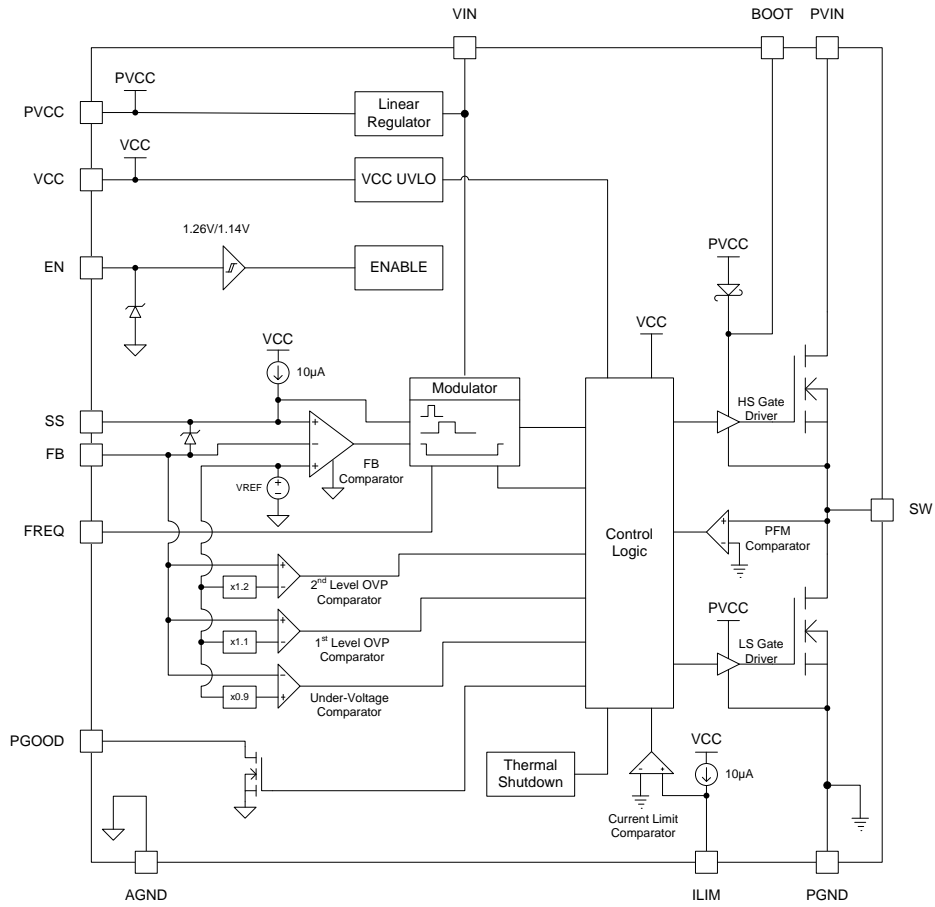 VIN
BOOT
PVIN
PVCC
PVCC
Linear
Regulator
VCC
VCC
VCC UVLO
1.26V/1.14V
EN
ENABLE
PVCC
VCC
10µA
VCC
Modulator
SS
FB
+
−
+
FB
Comparator
VREF
+
−
HS Gate
Driver
FREQ
SW
Control
Logic
+
-
PFM
Comparator
x1.2
+
−
2nd Level OVP
Comparator
x1.1
+
−
1st Level OVP
Comparator
PVCC
LS Gate
Driver
x0.9
−
+
Under-Voltage
Comparator
PGOOD
Thermal
Shutdown
VCC
10µA
-
+
Current Limit
Comparator
AGND
ILIM
PGND